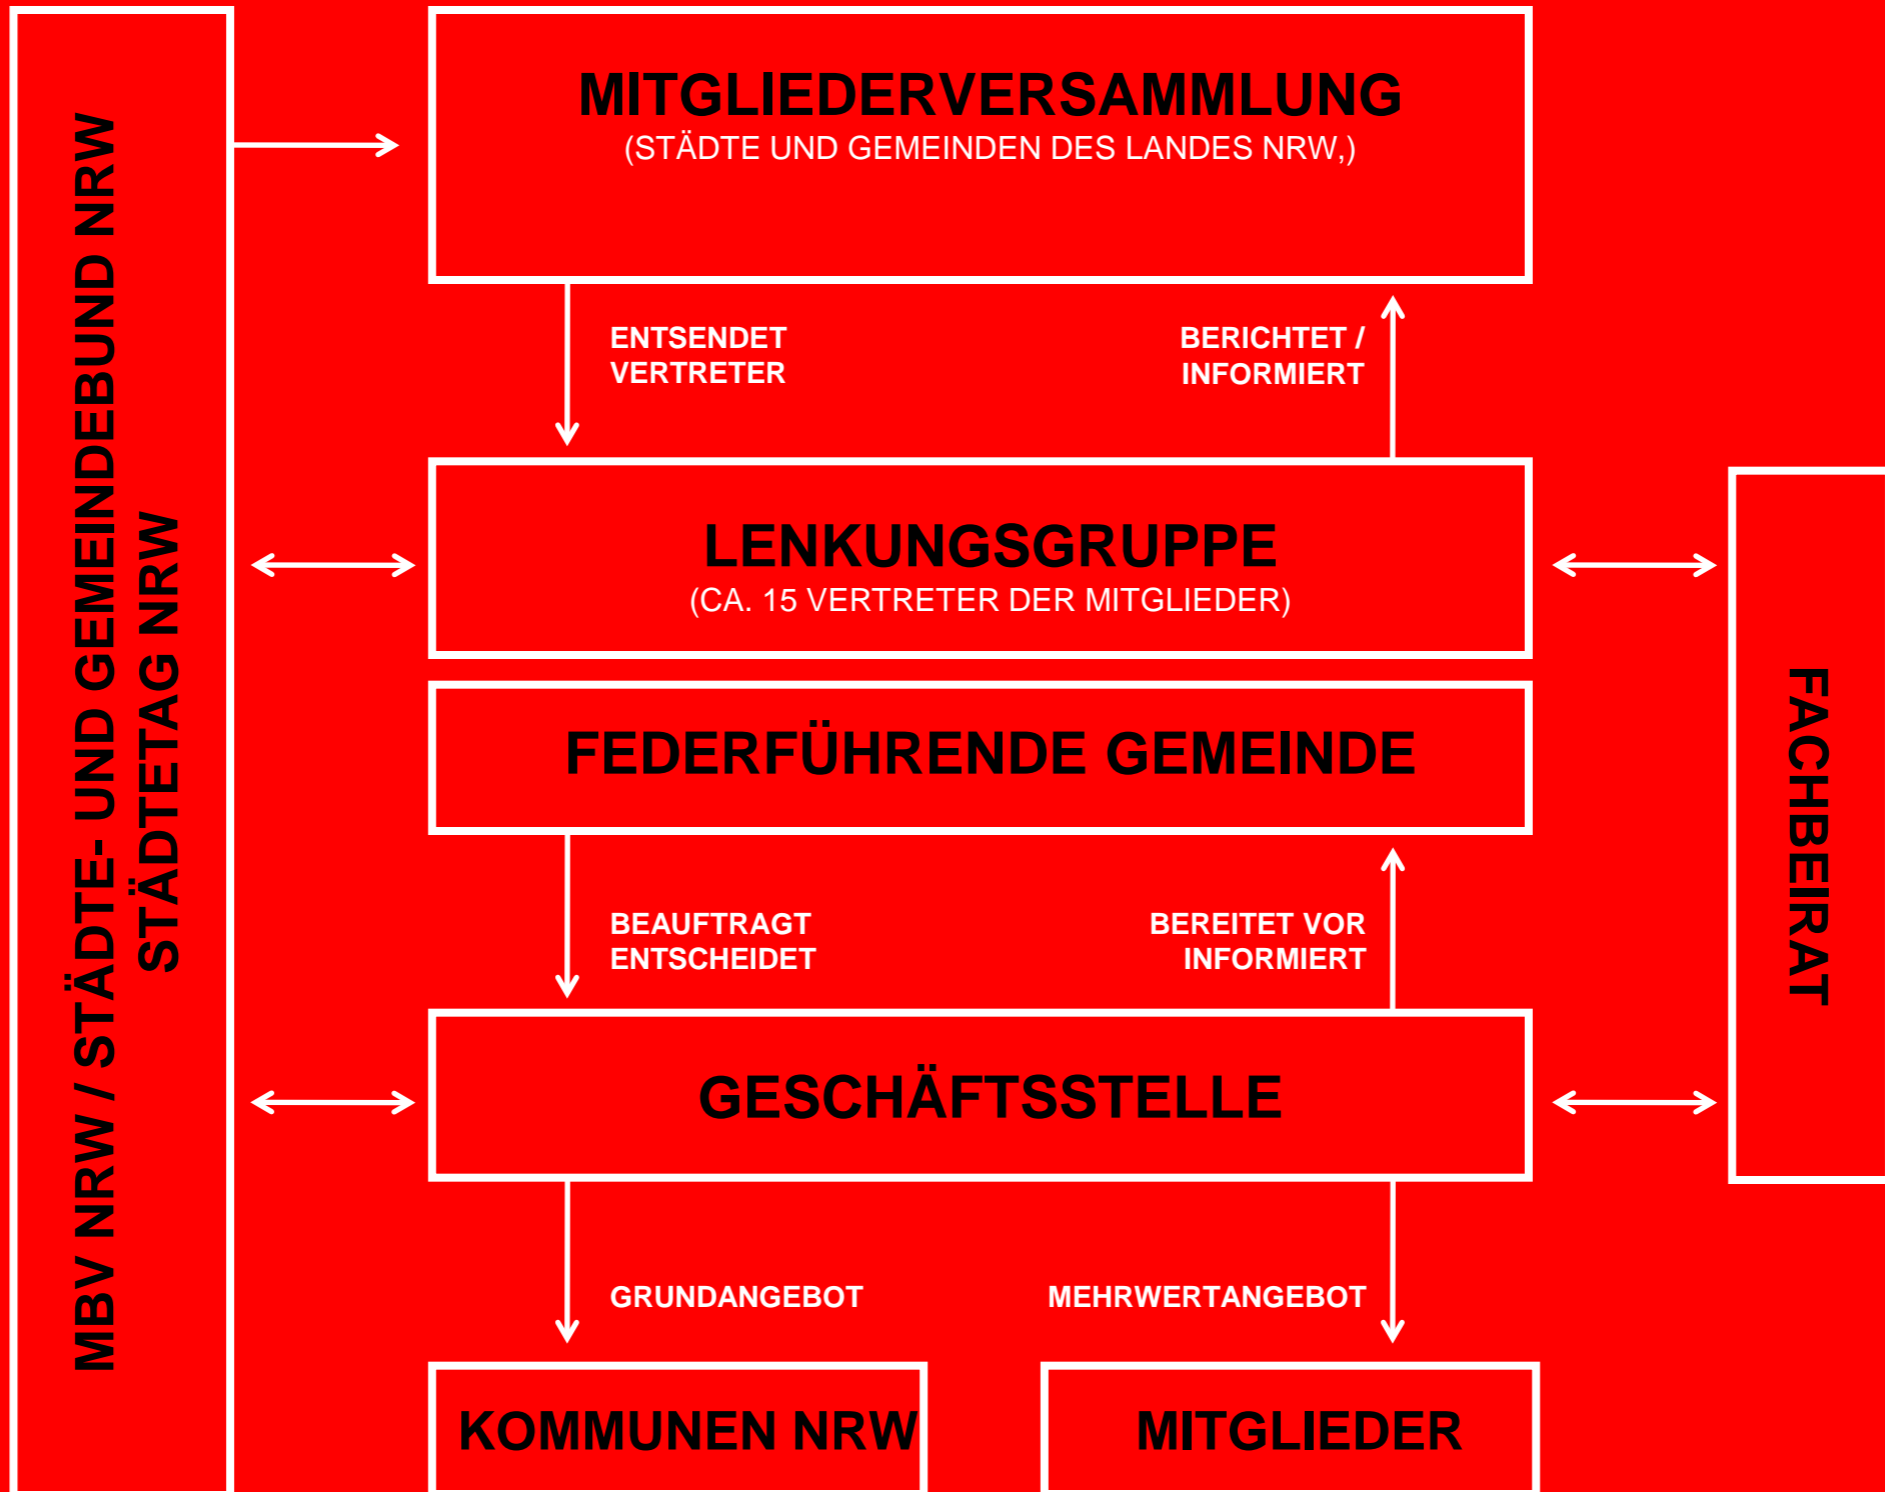 MBV NRW / STÄDTE- UND GEMEINDEBUND NRW
STÄDTETAG NRW
MITGLIEDERVERSAMMLUNG
(STÄDTE UND GEMEINDEN DES LANDES NRW,)
ENTSENDET
VERTRETER
BERICHTET /
INFORMIERT
LENKUNGSGRUPPE
(CA. 15 VERTRETER DER MITGLIEDER)
FEDERFÜHRENDE GEMEINDE
BEAUFTRAGT
ENTSCHEIDET
BEREITET VOR
INFORMIERT
GESCHÄFTSSTELLE
GRUNDANGEBOT
MEHRWERTANGEBOT
KOMMUNEN NRW
MITGLIEDER
FACHBEIRAT